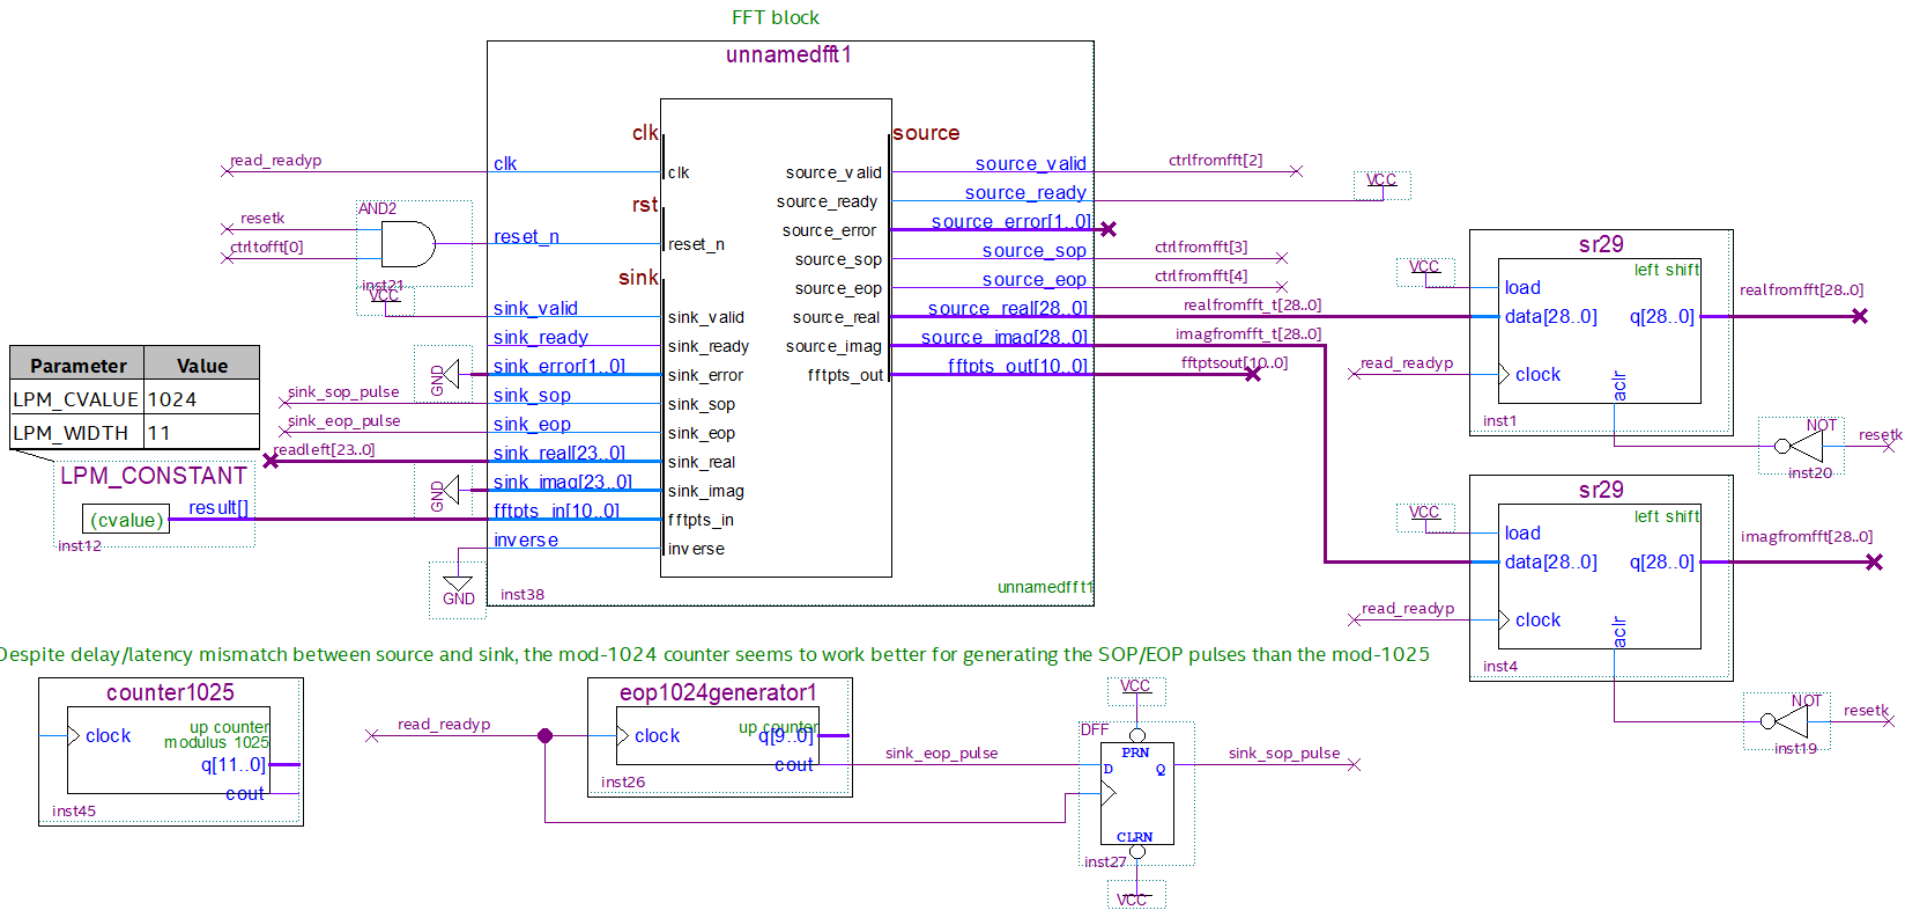 FFT block
unnamedfft1
clk
read_readyp
clk
clk
rst
AND2
resetk
ctrltofft[0]
reset_n
reset_n
inst21
VCC
sink
sink_valid
sink_valid
sink_ready
sink_ready
GND
sink_error[1..0]
sink_error
sink_sop_pulse
sink_sop
sink_sop
sink_eop_pulse
sink_eop
sink_eop
readleft[23..0]
sink_real[23..0]
sink_real
GND
sink_imag[23..0]
sink_imag
fftpts_in[10..0]
fftpts_in
inverse
inverse
GND
inst38
unnamedfft1
source
source_valid
source_valid
ctrlfromfft[2]
source_ready
source_ready
VCC
source_error
source_error[1..0]
source_sop
source_sop
ctrlfromfft[3]
source_eop
source_eop
ctrlfromfft[4]
source_real
source_real[28..0]
realfromfft_t[28..0]
source_imag
source_imag[28..0]
imagfromfft_t[28..0]
fftpts_out
fftpts_out[10..0]
fftptsout[10..0]
Parameter Value
LPM_CVALUE 1024
LPM_WIDTH 11
LPM_CONSTANT
(cvalue)
result[]
inst12
sr29
left shift
VCC
load
data[28..0]
q[28..0]
realfromfft[28..0]
read_readyp
clock
aclr
inst1
NOT
resetk
inst20
sr29
left shift
VCC
load
data[28..0]
q[28..0]
imagfromfft[28..0]
read_readyp
clock
aclr
inst4
NOT
resetk
inst19
Despite delay/latency mismatch between source and sink, the mod-1024 counter seems to work better for generating the SOP/EOP pulses than the mod-1025
counter1025
clock
up counter
modulus 1025
q[11..0]
cout
inst45
read_readyp
eop1024generator1
clock
up counter
q[9..0]
cout
inst26
sink_eop_pulse
VCC
DFF
PRN
D
Q
CLRN
inst27
VCC
sink_sop_pulse